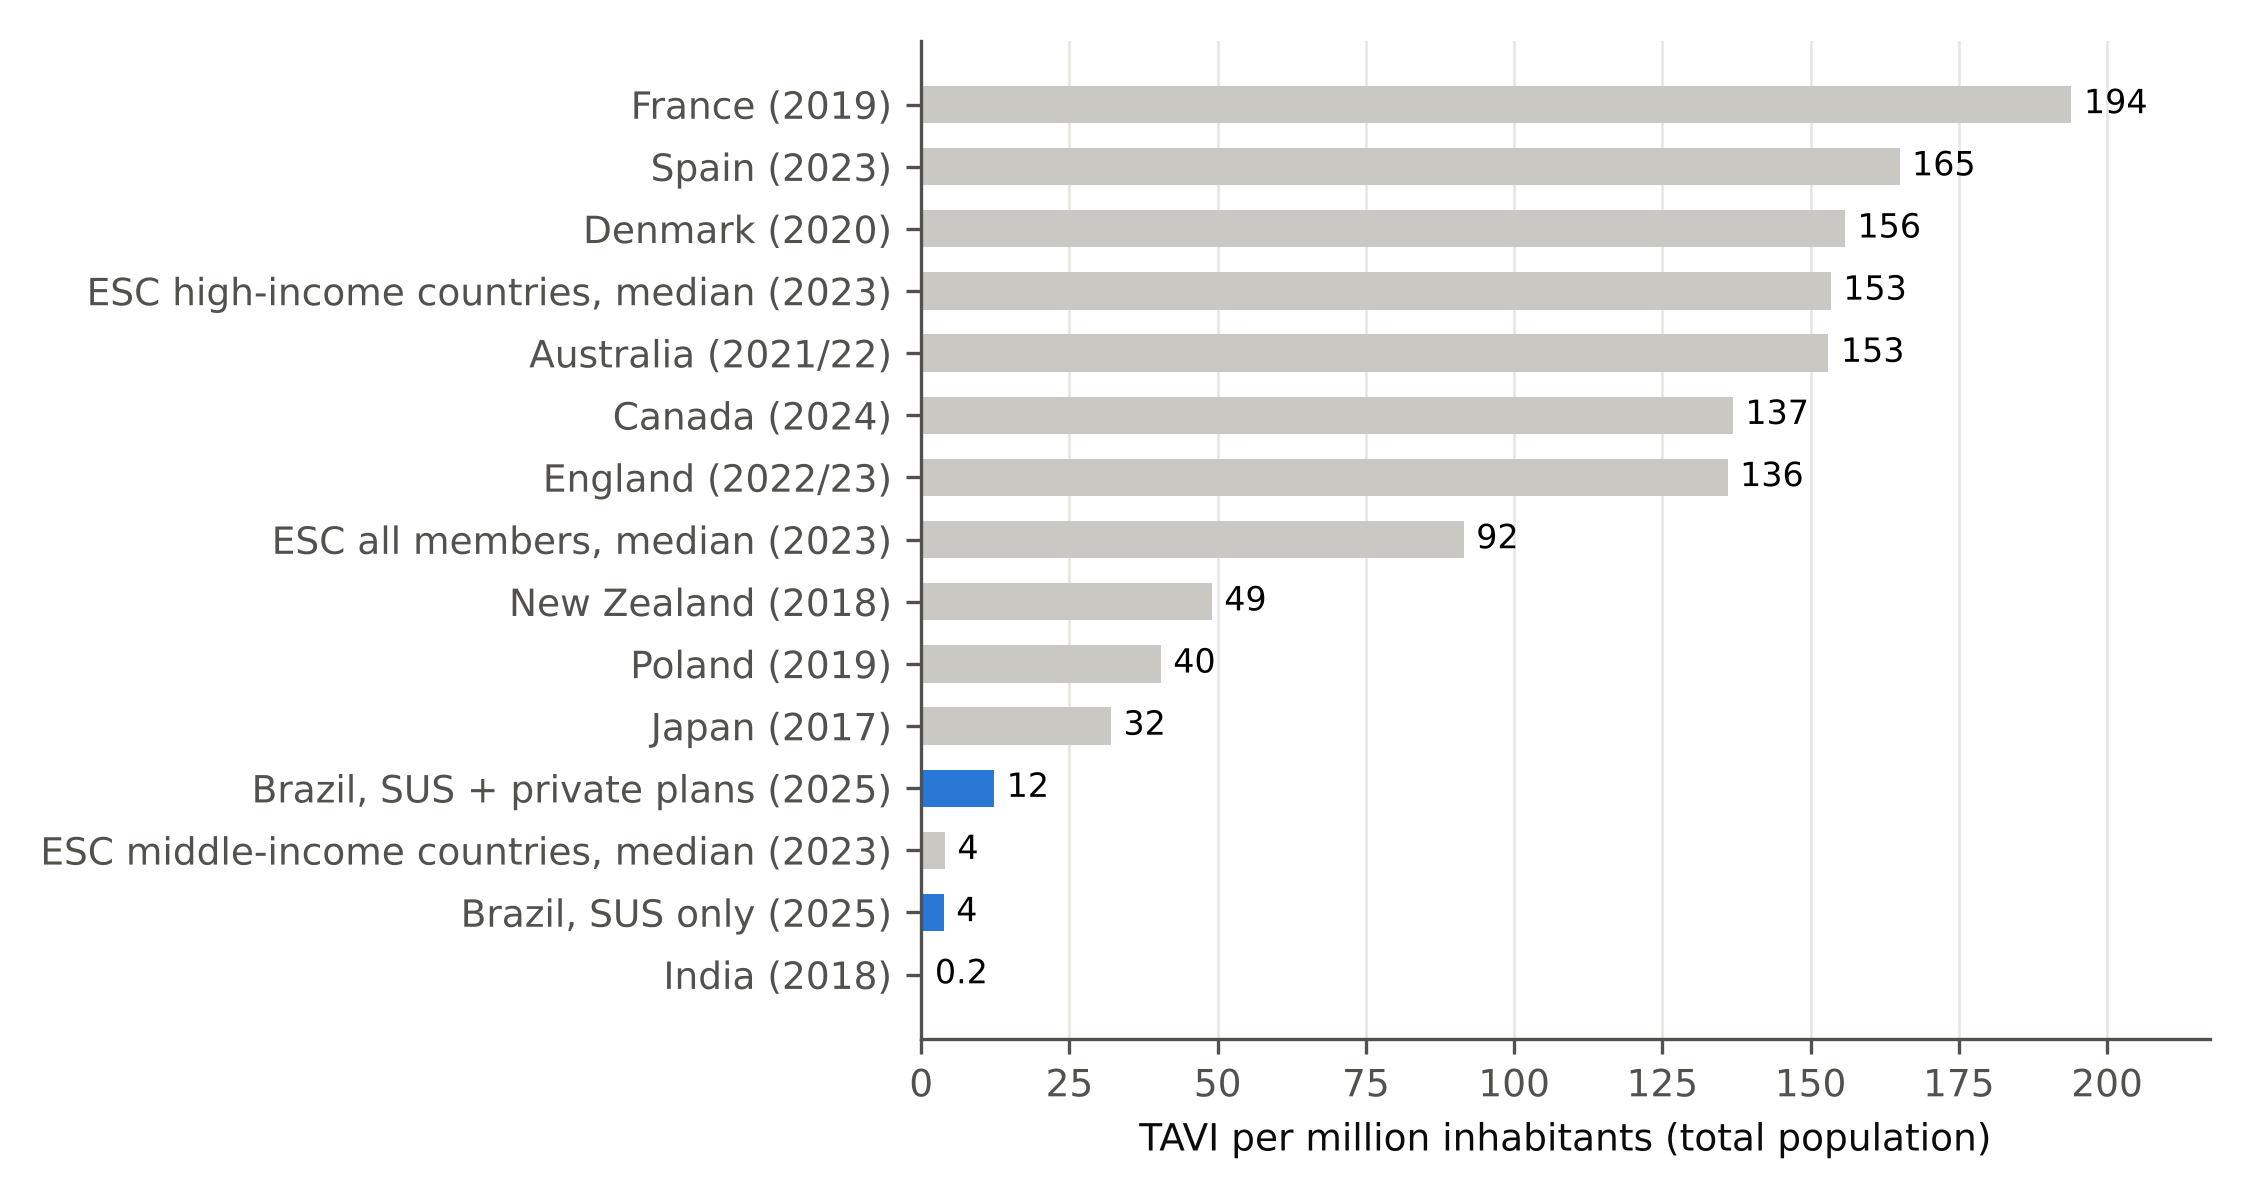 France (2019) 194
Spain (2023) 165
Denmark (2020) 156
ESC high-income countries, median (2023) 153
Australia (2021/22) 153
Canada (2024) 137
England (2022/23) 136
ESC all members, median (2023) 92
New Zealand (2018) 49
Poland (2019) 40
Japan (2017) 32
Brazil, SUS + private plans (2025) 12
ESC middle-income countries, median (2023) 4
Brazil, SUS only (2025) 4
India (2018) 0.2
0 25 50 75 100 125 150 175 200
TAVI per million inhabitants (total population)